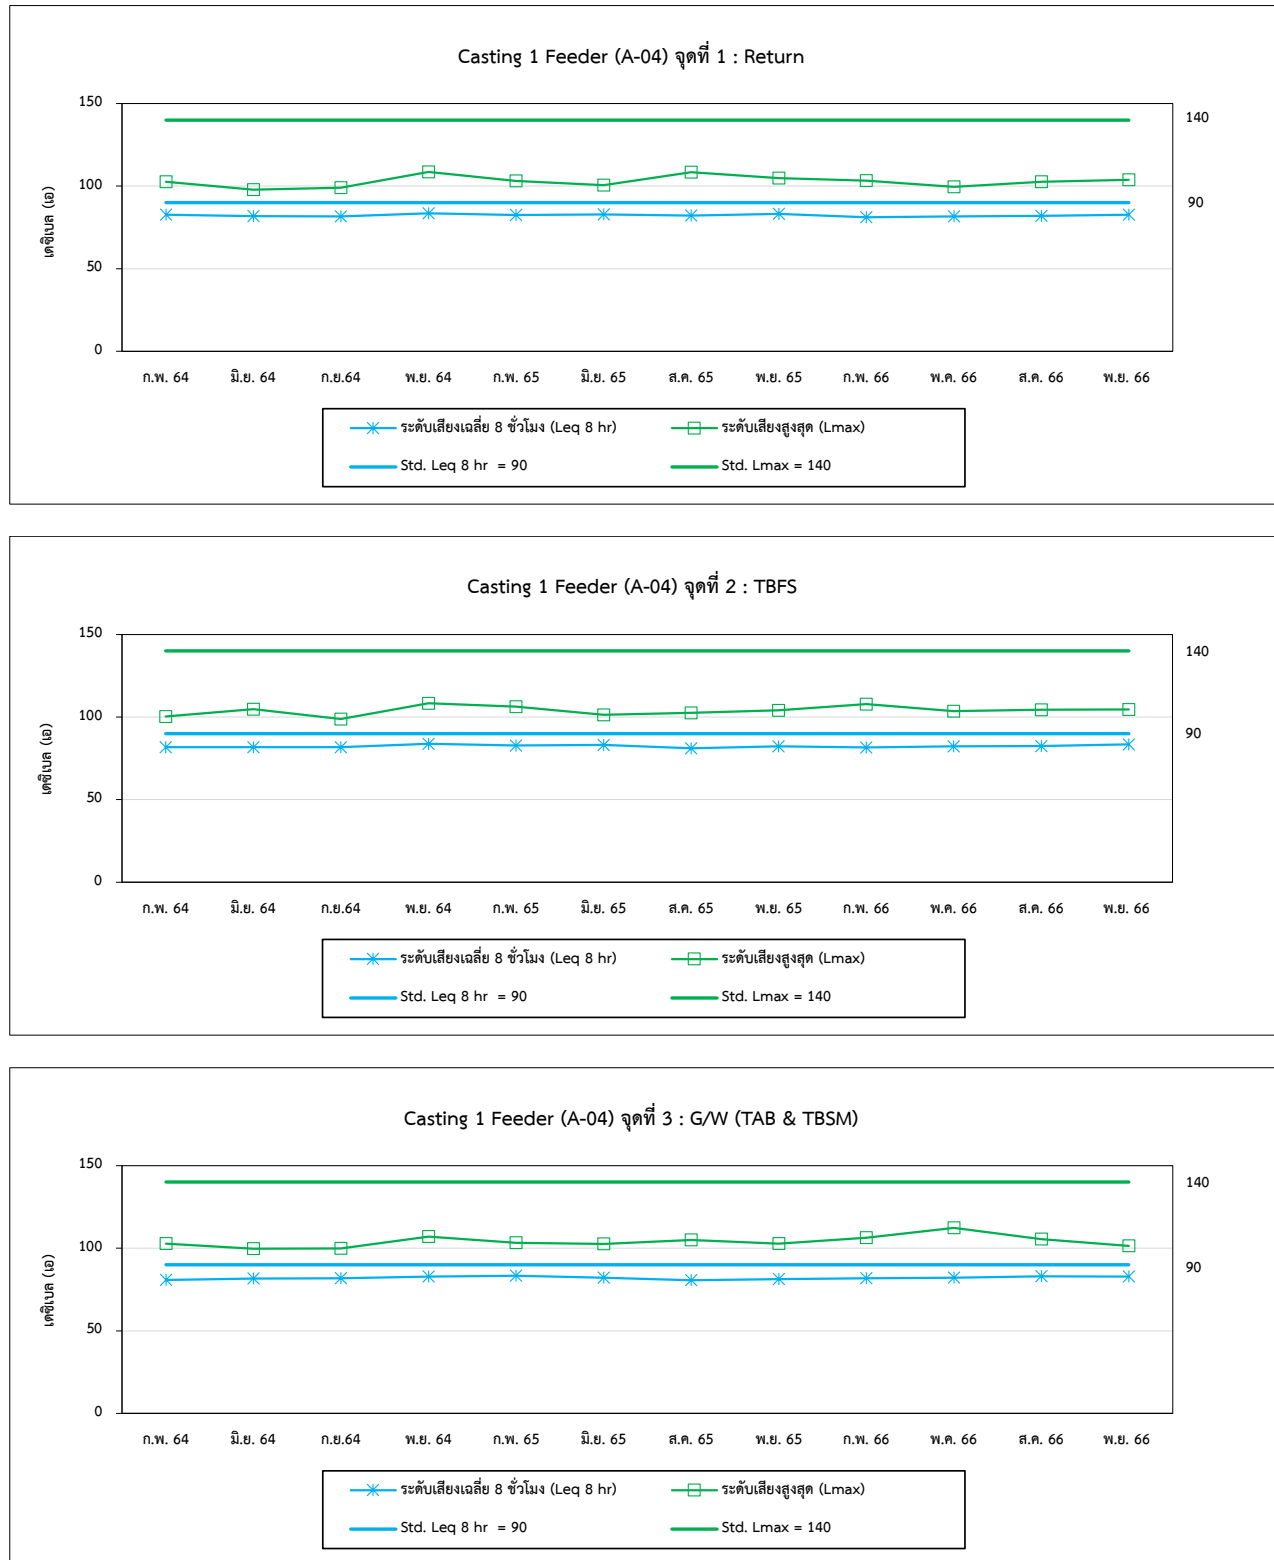 Casting 1 Feeder (A-04) จุดที่ 1 : Return
150
140
100
90
50
0
เดซิเบล (เอ)
ก.พ. 64 มิ.ย. 64 ก.ย.64 พ.ย. 64 ก.พ. 65 มิ.ย. 65 ส.ค. 65 พ.ย. 65 ก.พ. 66 พ.ค. 66 ส.ค. 66 พ.ย. 66
ระดับเสียงเฉลี่ย 8 ชั่วโมง (Leq 8 hr) ระดับเสียงสูงสุด (Lmax)
Std. Leq 8 hr = 90 Std. Lmax = 140
Casting 1 Feeder (A-04) จุดที่ 2 : TBFS
150
140
100
90
50
0
เดซิเบล (เอ)
ก.พ. 64 มิ.ย. 64 ก.ย.64 พ.ย. 64 ก.พ. 65 มิ.ย. 65 ส.ค. 65 พ.ย. 65 ก.พ. 66 พ.ค. 66 ส.ค. 66 พ.ย. 66
ระดับเสียงเฉลี่ย 8 ชั่วโมง (Leq 8 hr) ระดับเสียงสูงสุด (Lmax)
Std. Leq 8 hr = 90 Std. Lmax = 140
Casting 1 Feeder (A-04) จุดที่ 3 : G/W (TAB & TBSM)
150
140
100
90
50
0
เดซิเบล (เอ)
ก.พ. 64 มิ.ย. 64 ก.ย.64 พ.ย. 64 ก.พ. 65 มิ.ย. 65 ส.ค. 65 พ.ย. 65 ก.พ. 66 พ.ค. 66 ส.ค. 66 พ.ย. 66
ระดับเสียงเฉลี่ย 8 ชั่วโมง (Leq 8 hr) ระดับเสียงสูงสุด (Lmax)
Std. Leq 8 hr = 90 Std. Lmax = 140